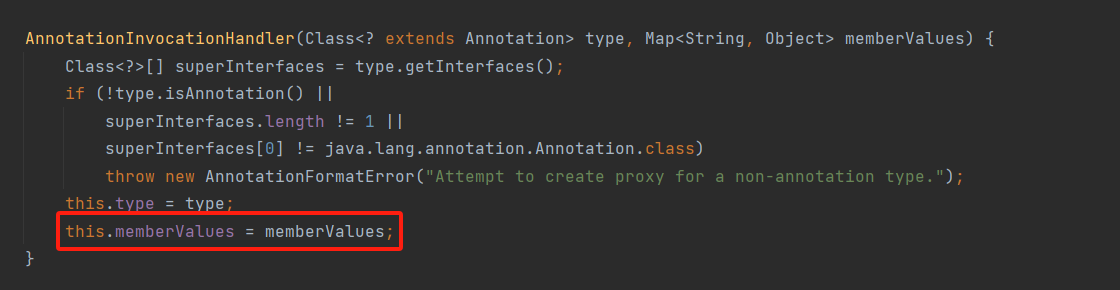 AnnotationInvocationHandler(Class<? extends Annotation> type, Map<String, Object> memberValues) {
    Class<?>[] superInterfaces = type.getInterfaces();
    if (!type.isAnnotation() ||
        superInterfaces.length != 1 ||
        superInterfaces[0] != java.lang.annotation.Annotation.class)
        throw new AnnotationFormatError("Attempt to create proxy for a non-annotation type.");
    this.type = type;
    this.memberValues = memberValues;
}